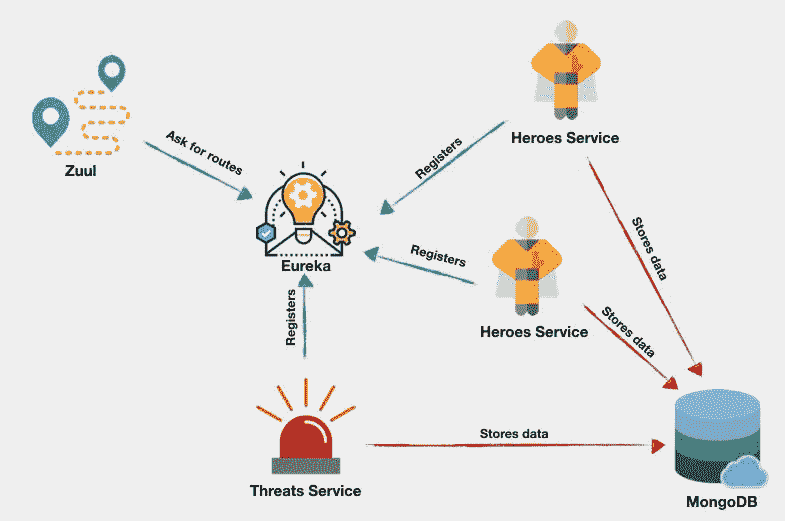 Zuul
Ask for routes
Heroes Service
Registers
Eureka
Registers
Heroes Service
Stores data
Stores data
Registers
Threats Service
Stores data
MongoDB